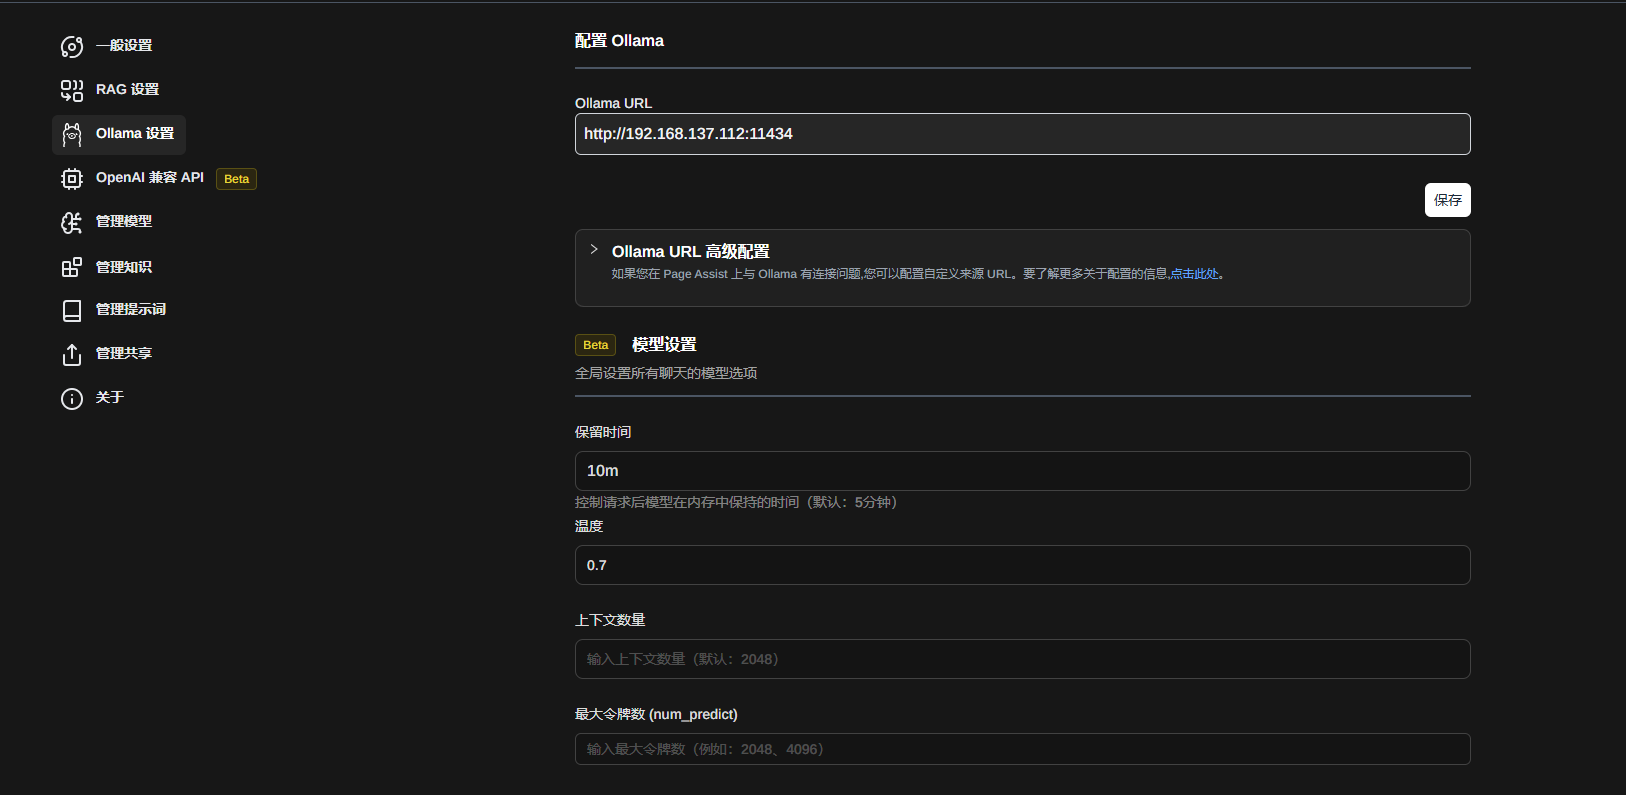 一般设置
RAG 设置
Ollama 设置
OpenAI 兼容 API Beta
管理模型
管理知识
管理提示词
管理共享
关于
配置 Ollama
Ollama URL
http://192.168.137.112:11434
保存
Ollama URL 高级配置
如果您在 Page Assist 上与 Ollama 有连接问题,您可以配置自定义来源 URL。要了解更多关于配置的信息,点击此处。
Beta 模型设置
全局设置所有聊天的模型选项
保留时间
10m
控制请求后模型在内存中保持的时间（默认：5分钟）
温度
0.7
上下文数量
输入上下文数量（默认：2048）
最大令牌数 (num_predict)
输入最大令牌数（例如：2048、4096）